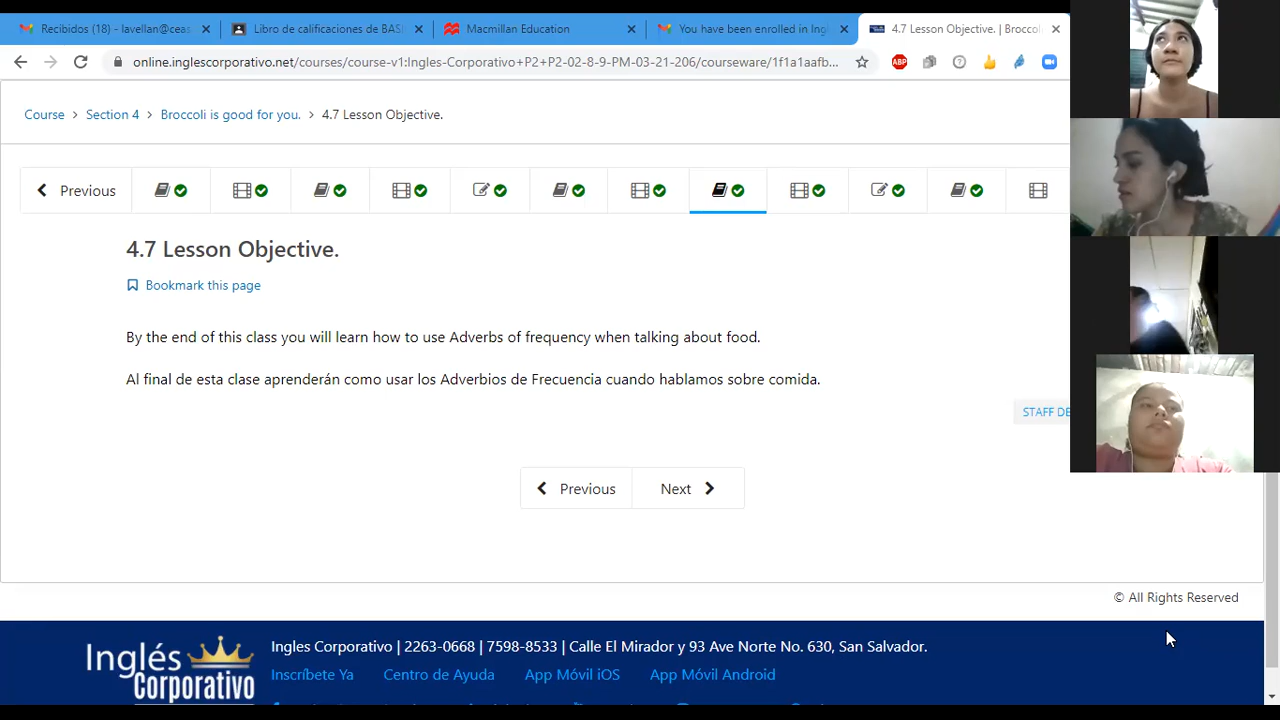 Recibidos (18) - lavellan@ceas
Libro de calificaciones de BASI
Macmillan Education
You have been enrolled in Ingl
4.7 Lesson Objective. | Broccol
online.inglescorporativo.net/courses/course-v1:Ingles-Corporativo+P2+P2-02-8-9-PM-03-21-206/courseware/1f1a1aafb...
ABP
Course > Section 4 > Broccoli is good for you. > 4.7 Lesson Objective.
Previous
4.7 Lesson Objective.
Bookmark this page
By the end of this class you will learn how to use Adverbs of frequency when talking about food.
Al final de esta clase aprenderán como usar los Adverbios de Frecuencia cuando hablamos sobre comida.
STAFF DE
Previous Next
© All Rights Reserved
Inglés Corporativo
Ingles Corporativo | 2263-0668 | 7598-8533 | Calle El Mirador y 93 Ave Norte No. 630, San Salvador.
Inscríbete Ya Centro de Ayuda App Móvil iOS App Móvil Android